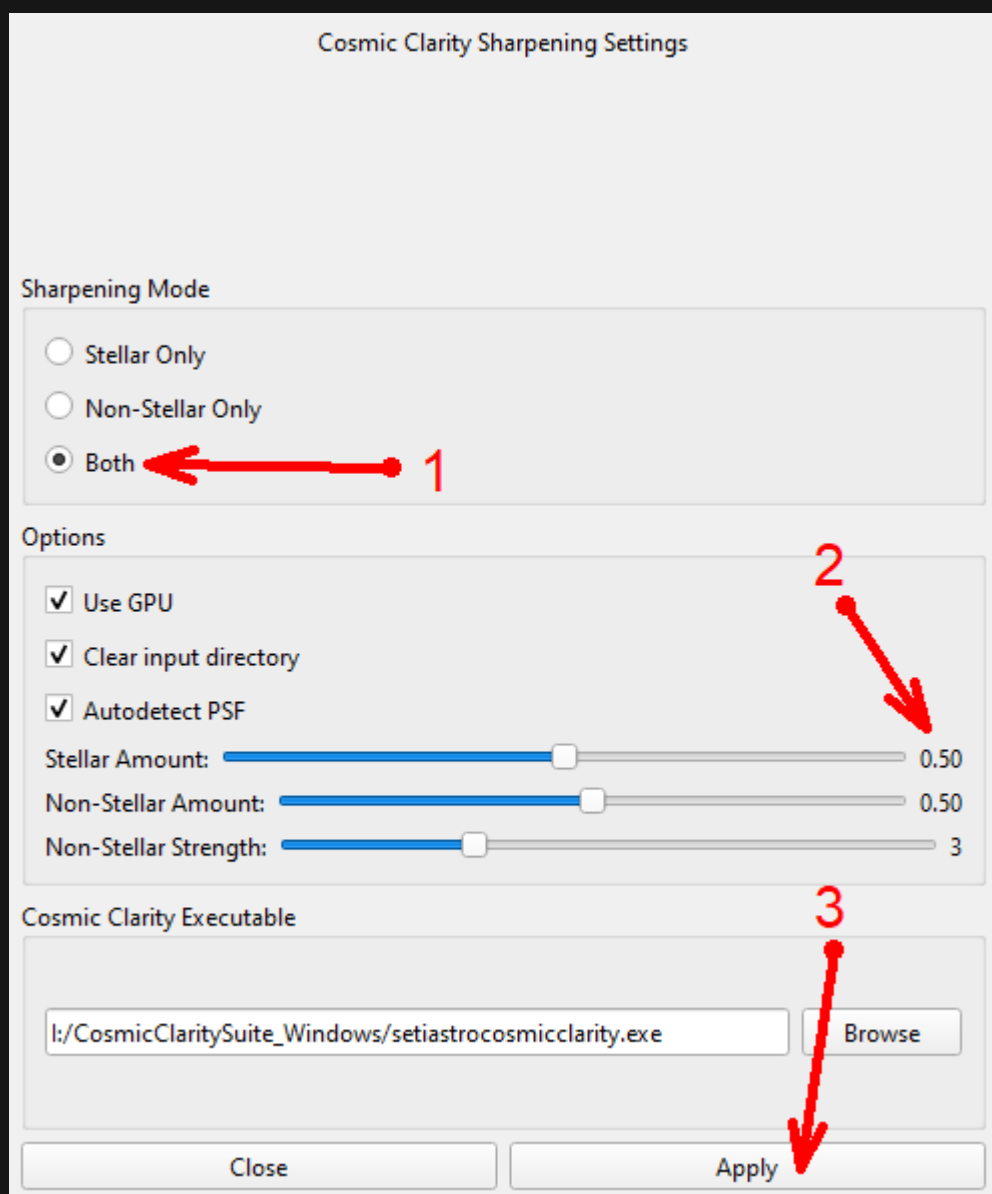 Cosmic Clarity Sharpening Settings
Sharpening Mode
Stellar Only
Non-Stellar Only
Both
1
Options
2
Use GPU
Clear input directory
Autodetect PSF
Stellar Amount: 0.50
Non-Stellar Amount: 0.50
Non-Stellar Strength: 3
Cosmic Clarity Executable
3
I:/CosmicClaritySuite_Windows/setiastrocosmicclarity.exe Browse
Close Apply